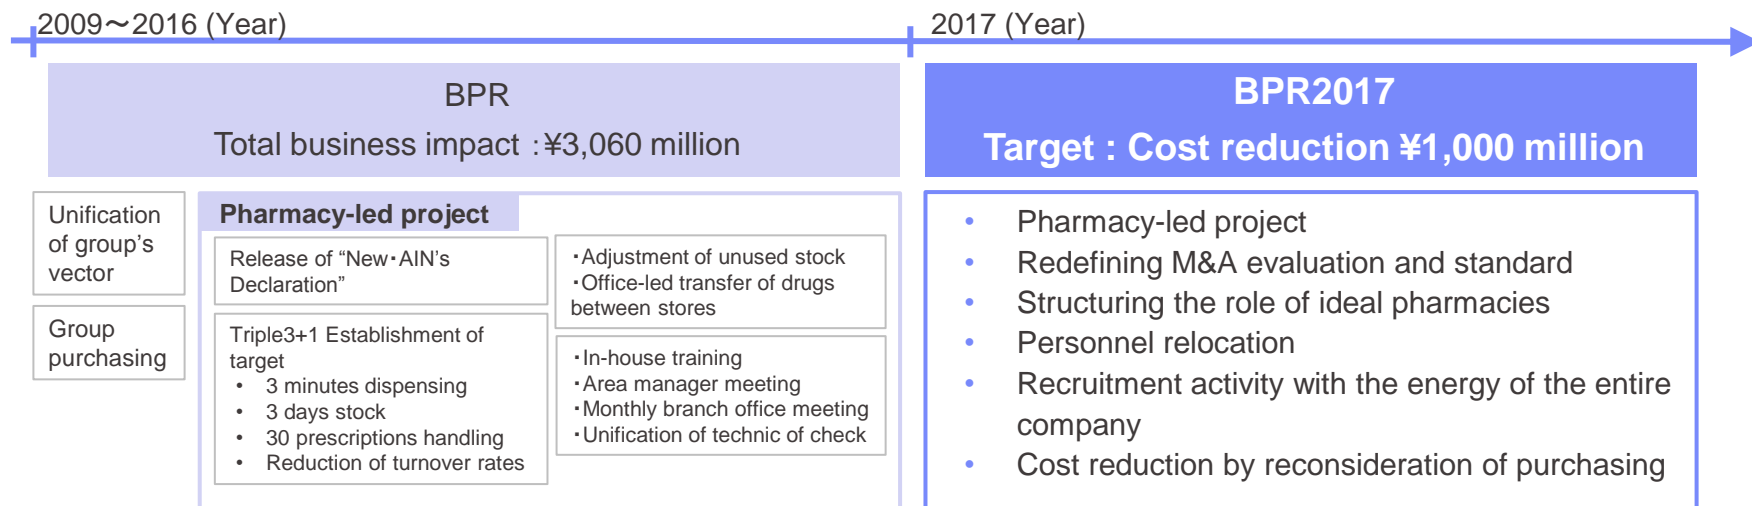 2009～2016 (Year)
2017 (Year)
BPR
Total business impact：¥3,060 million
BPR2017
Target : Cost reduction ¥1,000 million
Unification
of group’s
vector
Group
purchasing
Pharmacy-led project
Release of “New・AIN’s
Declaration”
Triple3+1 Establishment of
target
• 3 minutes dispensing
• 3 days stock
• 30 prescriptions handling
• Reduction of turnover rates
・Adjustment of unused stock
・Office-led transfer of drugs
between stores
・In-house training
・Area manager meeting
・Monthly branch office meeting
・Unification of technic of check
• Pharmacy-led project
• Redefining M&A evaluation and standard
• Structuring the role of ideal pharmacies
• Personnel relocation
• Recruitment activity with the energy of the entire
company
• Cost reduction by reconsideration of purchasing